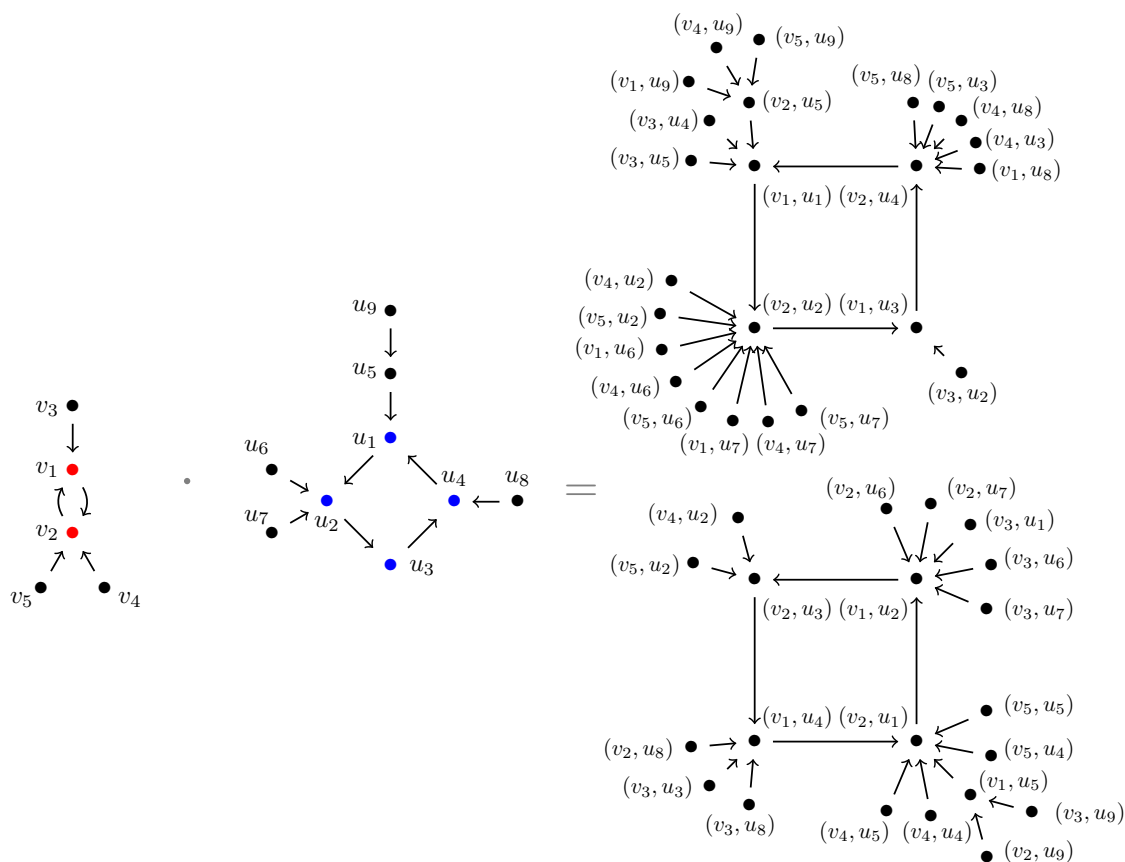 v₃
v₁
v₂
v₅
v₄
·
u₉
u₅
u₁
u₆
u₄
u₈
u₇
u₂
u₃
=
(v₄, u₉)
(v₅, u₉)
(v₁, u₉)
(v₂, u₅)
(v₃, u₄)
(v₃, u₅)
(v₅, u₈)
(v₅, u₃)
(v₄, u₈)
(v₄, u₃)
(v₁, u₈)
(v₁, u₁) (v₂, u₄)
(v₄, u₂)
(v₂, u₂) (v₁, u₃)
(v₅, u₂)
(v₁, u₆)
(v₄, u₆)
(v₅, u₆)
(v₁, u₇)
(v₄, u₇)
(v₅, u₇)
(v₃, u₂)
(v₄, u₂)
(v₅, u₂)
(v₂, u₆)
(v₂, u₇)
(v₃, u₁)
(v₃, u₆)
(v₃, u₇)
(v₂, u₃) (v₁, u₂)
(v₁, u₄) (v₂, u₁)
(v₂, u₈)
(v₃, u₃)
(v₃, u₈)
(v₅, u₅)
(v₅, u₄)
(v₁, u₅)
(v₃, u₉)
(v₄, u₅)
(v₄, u₄)
(v₂, u₉)